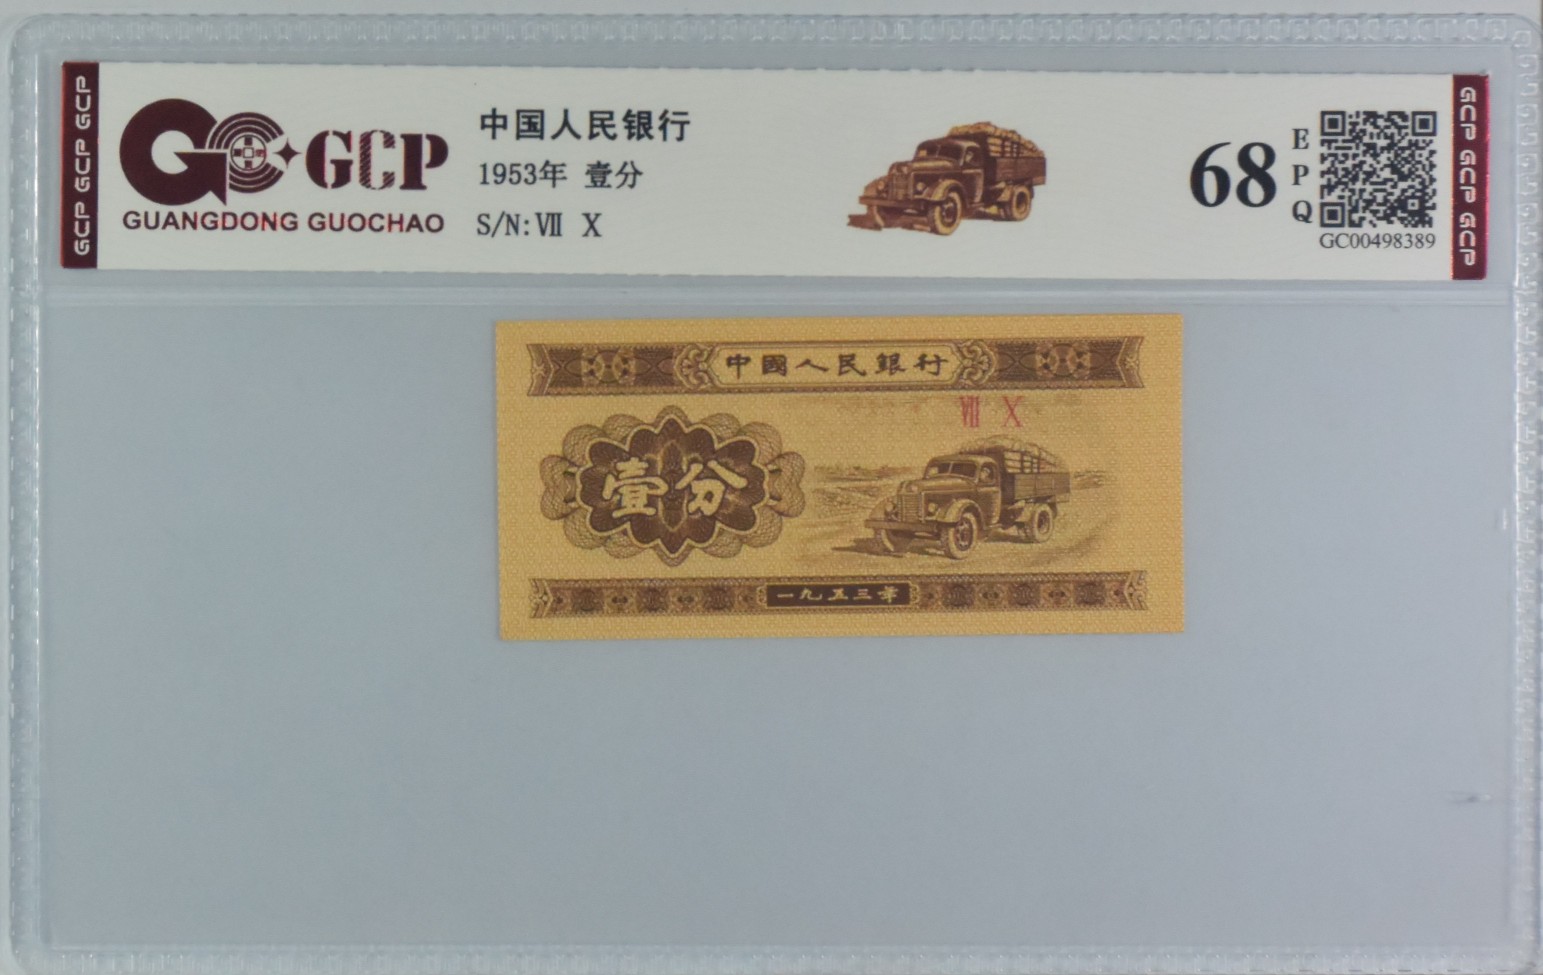 GCP GCP GCP
GCP
GUANGDONG GUOCHAO
中国人民银行
1953年 壹分
S/N:Ⅶ Ⅹ
68
E
P
Q
GC00498389
GCP GCP GCP
中國人民銀行
Ⅶ Ⅹ
壹分
一九五三年